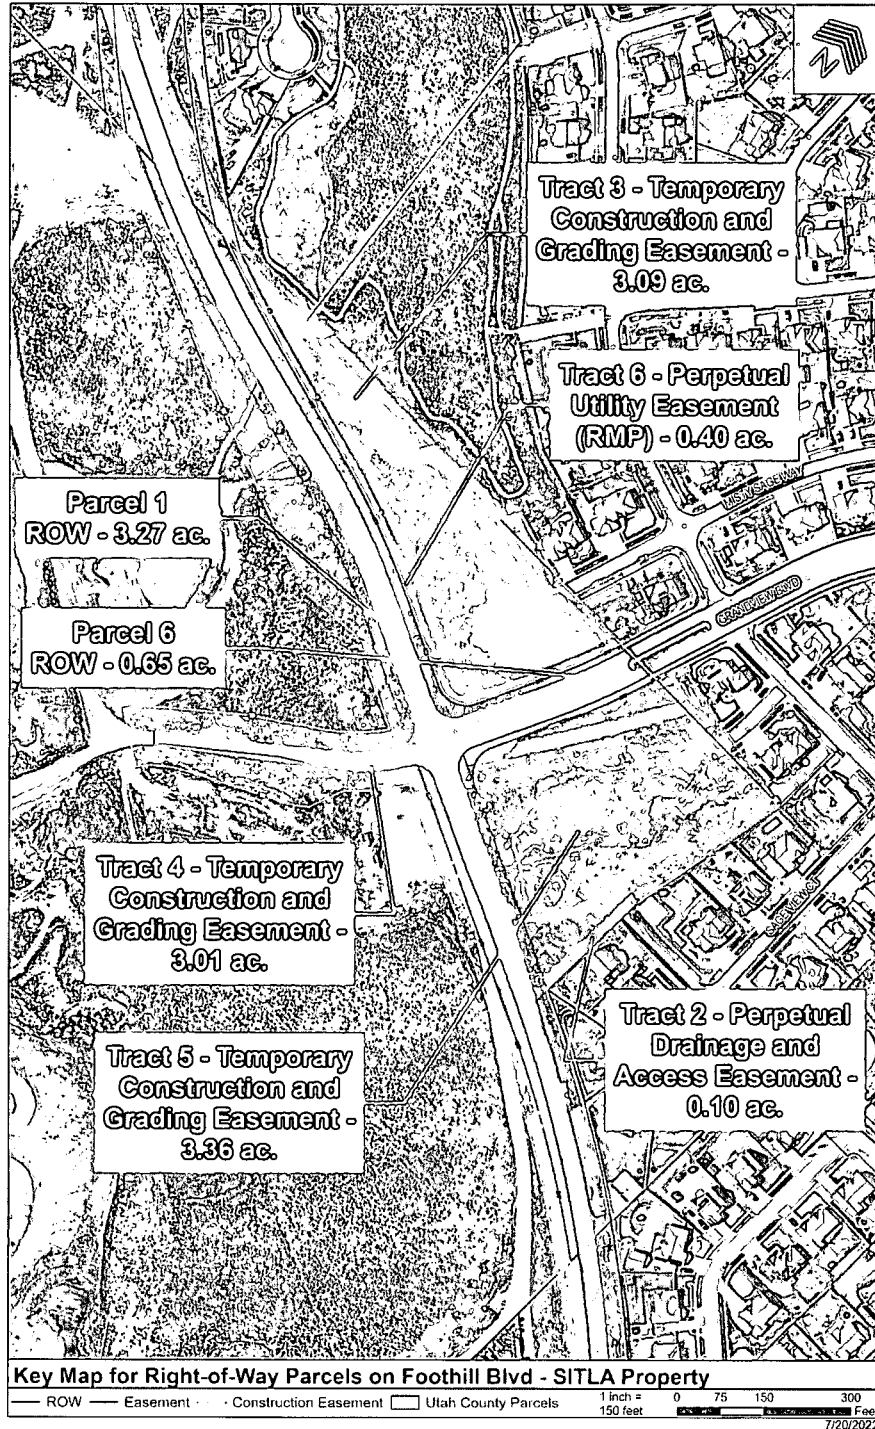 N
Tract 3 - Temporary
Construction and
Grading Easement -
3.09 ac.
Tract 6 - Perpetual
Utility Easement
(RMP) - 0.40 ac.
Parcel 1
ROW - 3.27 ac.
GRANDVIEW BLVD
Parcel 6
ROW - 0.65 ac.
Tract 4 - Temporary
Construction and
Grading Easement -
3.01 ac.
Tract 2 - Perpetual
Drainage and
Access Easement -
0.10 ac.
Tract 5 - Temporary
Construction and
Grading Easement -
3.36 ac.
Key Map for Right-of-Way Parcels on Foothill Blvd - SITLA Property
ROW Easement Construction Easement Utah County Parcels
1 inch =
150 feet
0 75 150 300
Feet
7/20/2022